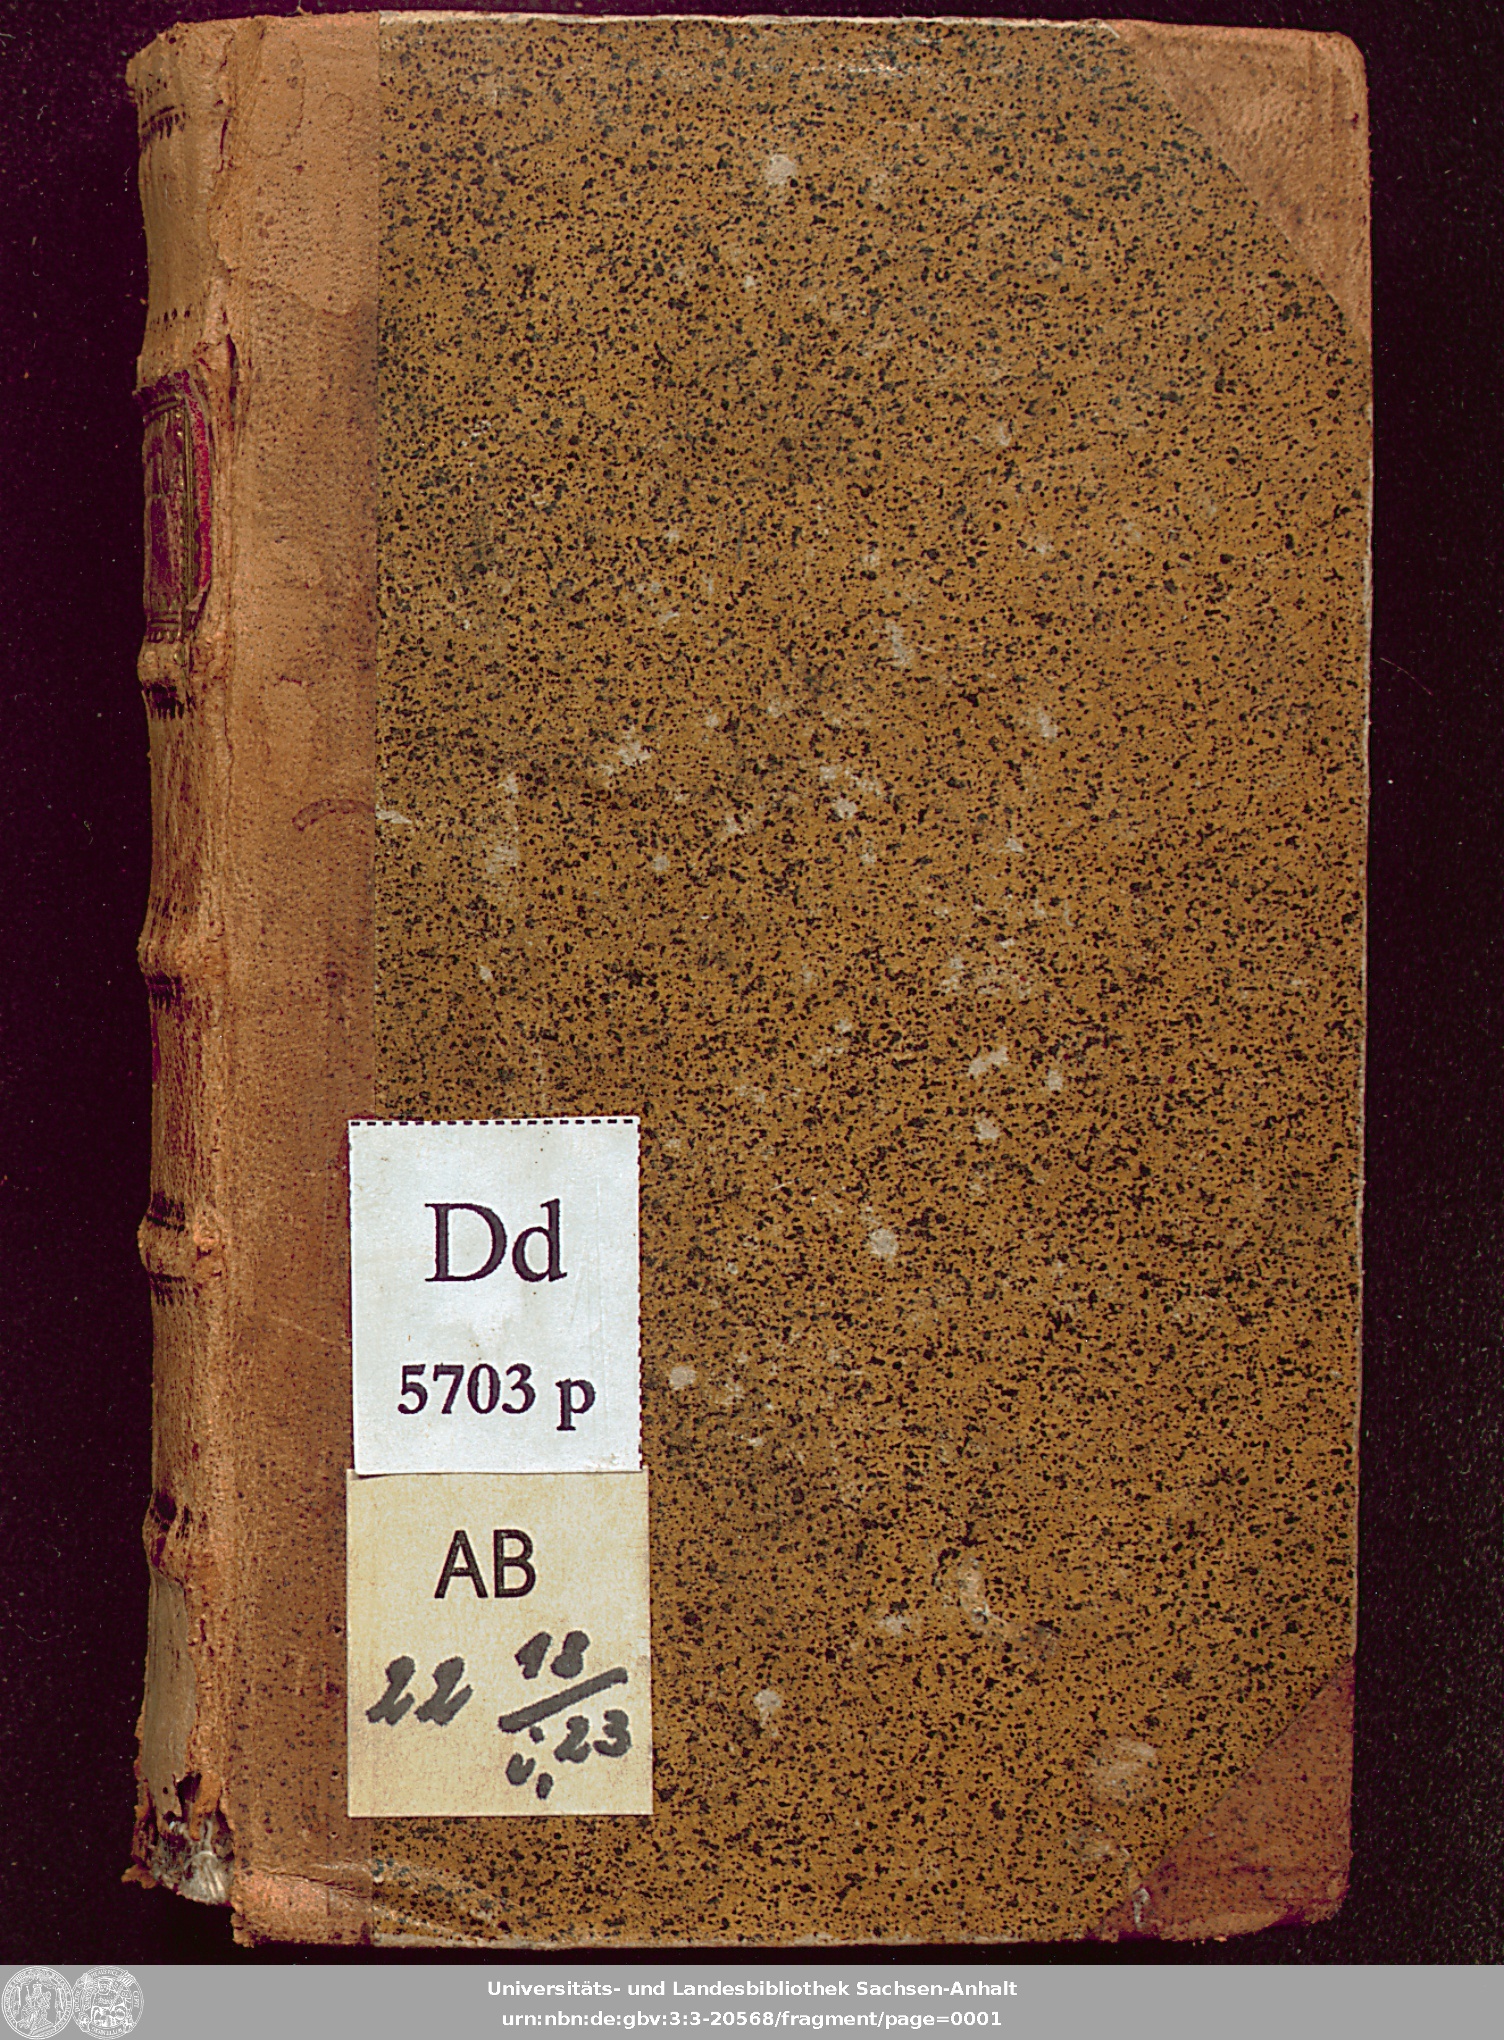 Dd
5703 p
AB
22 18/
i, 23
Universitäts- und Landesbibliothek Sachsen-Anhalt
urn:nbn:de:gbv:3:3-20568/fragment/page=0001